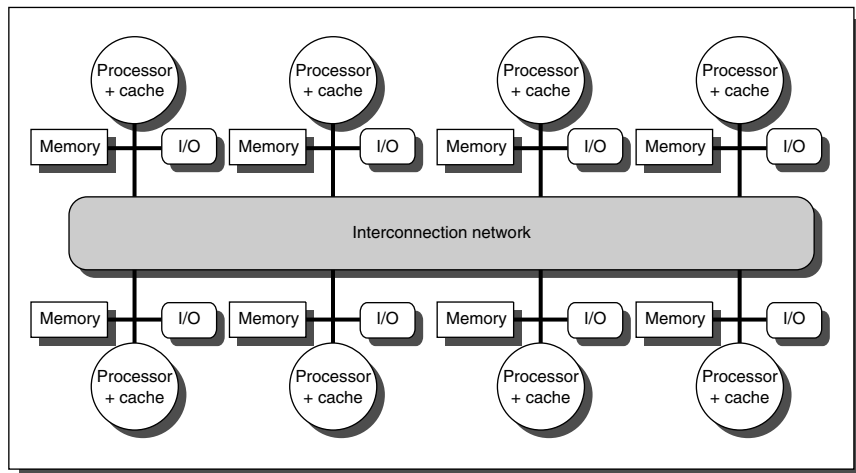 Processor
+ cache
Processor
+ cache
Processor
+ cache
Processor
+ cache
Memory
I/O
Memory
I/O
Memory
I/O
Memory
I/O
Interconnection network
Memory
I/O
Memory
I/O
Memory
I/O
Memory
I/O
Processor
+ cache
Processor
+ cache
Processor
+ cache
Processor
+ cache